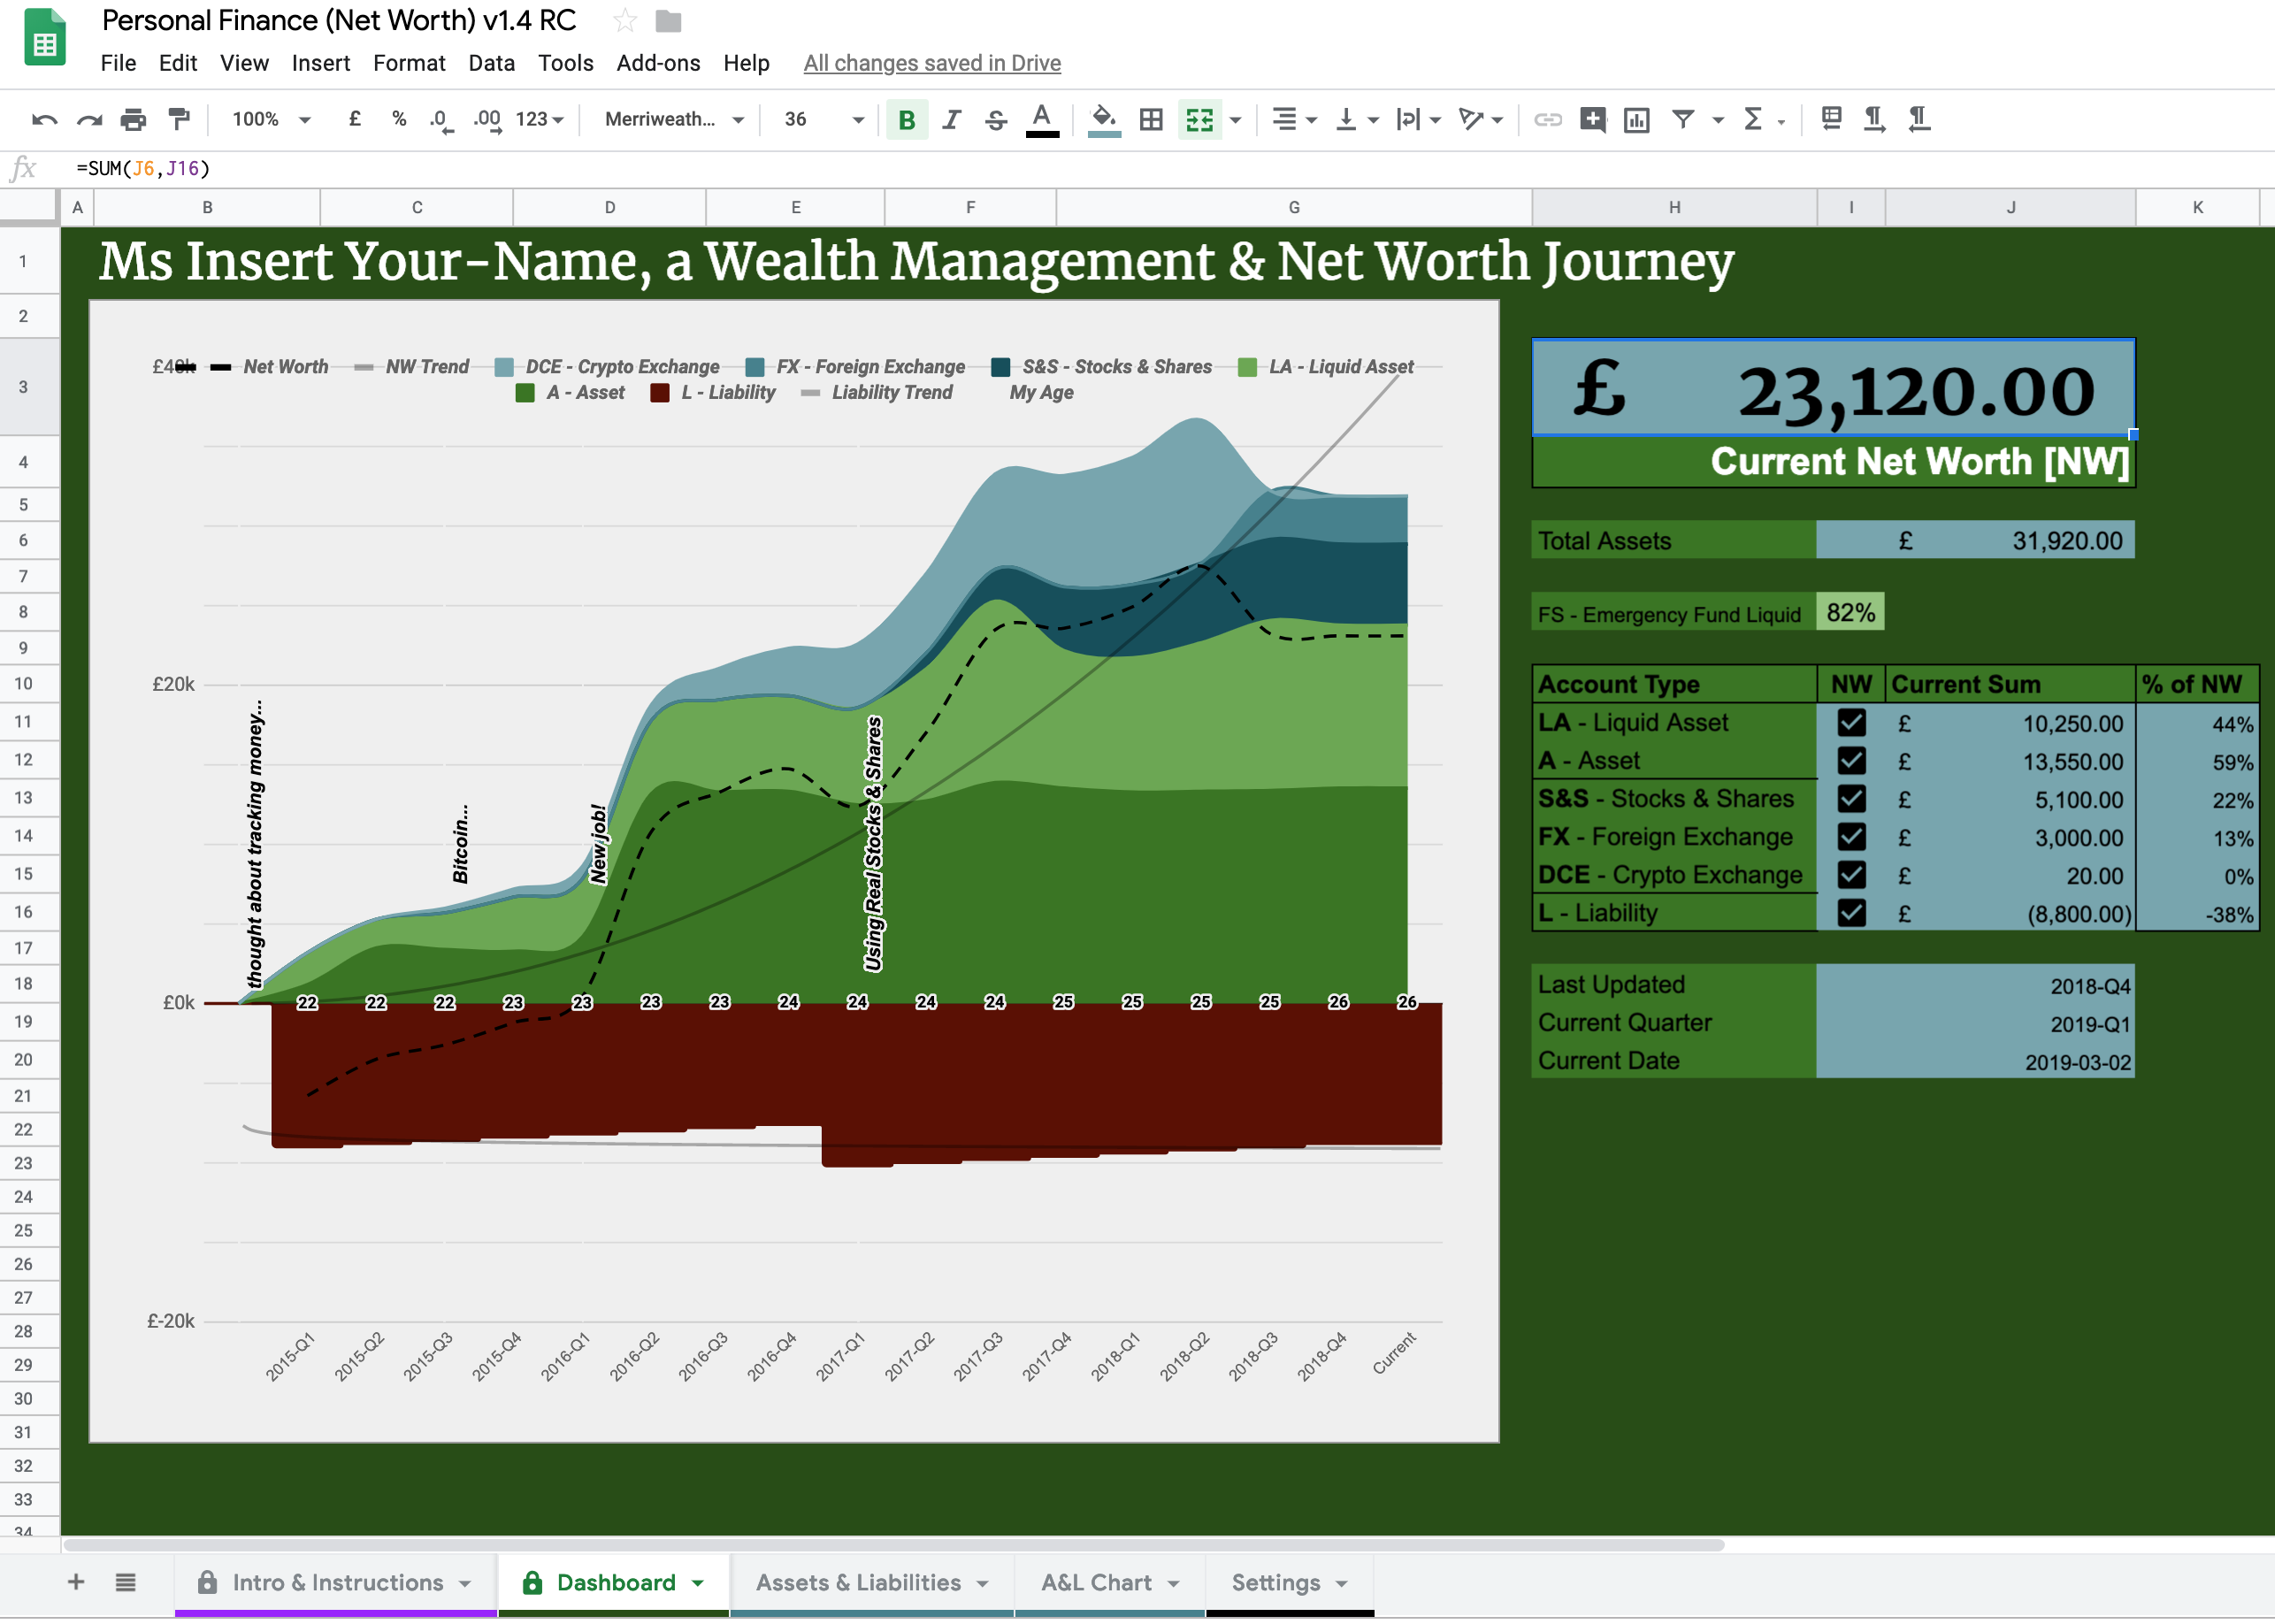 Personal Finance (Net Worth) v1.4 RC
File Edit View Insert Format Data Tools Add-ons Help All changes saved in Drive
100% £ % .0 .00 123 Merriweath... 36 B I S A
fx =SUM(J6,J16)
A B C D E F G H I J K
1 Ms Insert Your-Name, a Wealth Management & Net Worth Journey
2
£40k Net Worth NW Trend DCE - Crypto Exchange FX - Foreign Exchange S&S - Stocks & Shares LA - Liquid Asset
A - Asset L - Liability Liability Trend My Age
£20k
£0k
£-20k
thought about tracking money...
Bitcoin...
New job!
Using Real Stocks & Shares
22 22 22 23 23 23 23 24 24 24 24 25 25 25 25 26 26
2015-Q1 2015-Q2 2015-Q3 2015-Q4 2016-Q1 2016-Q2 2016-Q3 2016-Q4 2017-Q1 2017-Q2 2017-Q3 2017-Q4 2018-Q1 2018-Q2 2018-Q3 2018-Q4 Current
3 £ 23,120.00
4 Current Net Worth [NW]
5
6 Total Assets £ 31,920.00
7
8 FS - Emergency Fund Liquid 82%
9
10 Account Type NW Current Sum % of NW
11 LA - Liquid Asset £ 10,250.00 44%
12 A - Asset £ 13,550.00 59%
13 S&S - Stocks & Shares £ 5,100.00 22%
14 FX - Foreign Exchange £ 3,000.00 13%
15 DCE - Crypto Exchange £ 20.00 0%
16 L - Liability £ (8,800.00) -38%
17
18 Last Updated 2018-Q4
19 Current Quarter 2019-Q1
20 Current Date 2019-03-02
21
22
23
24
25
26
27
28
29
30
31
32
33
34
Intro & Instructions Dashboard Assets & Liabilities A&L Chart Settings